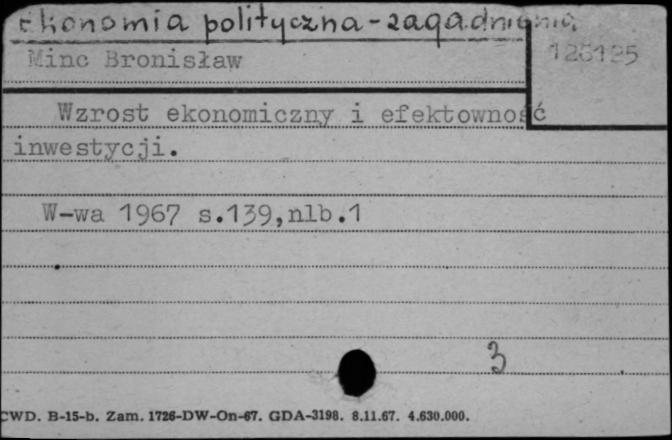 Ekonomia polityczna - zagadnienia
Minc Bronisław
126125
Wzrost ekonomiczny i efektowność
inwestycji.
W-wa 1967 s.139,nlb.1
3
CWD. B-15-b. Zam. 1726-DW-On-67. GDA-3198. 8.11.67. 4.630.000.